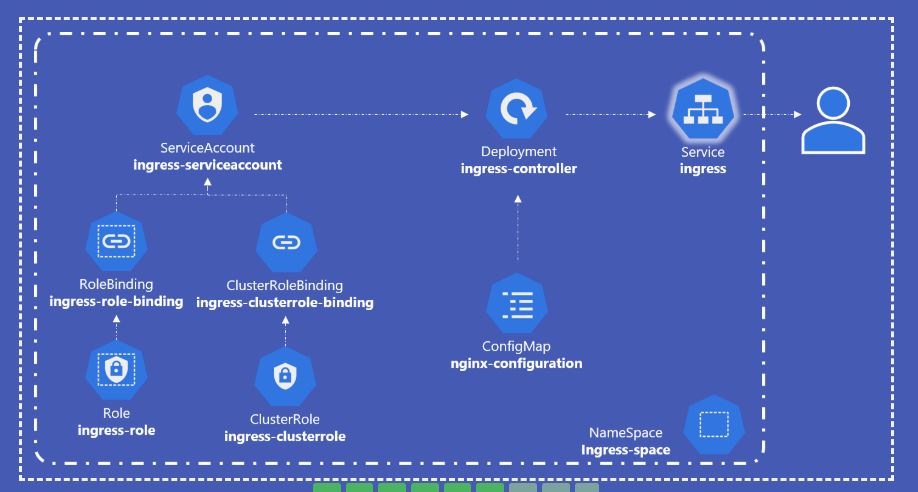 ServiceAccount
ingress-serviceaccount
Deployment
ingress-controller
Service
ingress
RoleBinding
ingress-role-binding
ClusterRoleBinding
ingress-clusterrole-binding
ConfigMap
nginx-configuration
Role
ingress-role
ClusterRole
ingress-clusterrole
NameSpace
Ingress-space